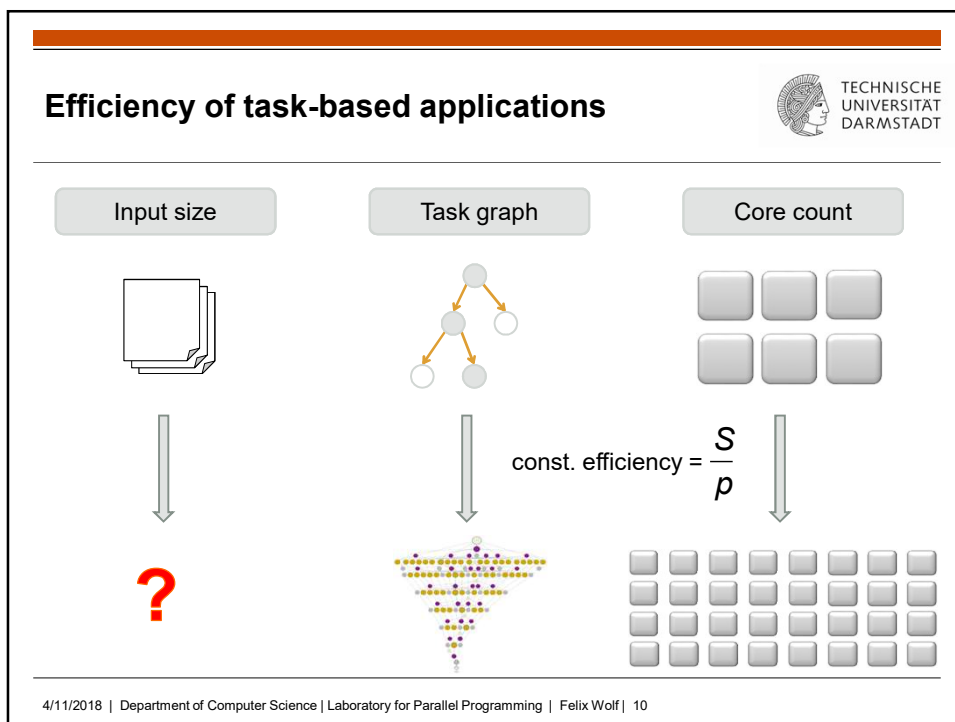 Efficiency of task-based applications
TECHNISCHE
UNIVERSITÄT
DARMSTADT
Input size
Task graph
Core count
const. efficiency = S
p
?
4/11/2018 | Department of Computer Science | Laboratory for Parallel Programming | Felix Wolf | 10